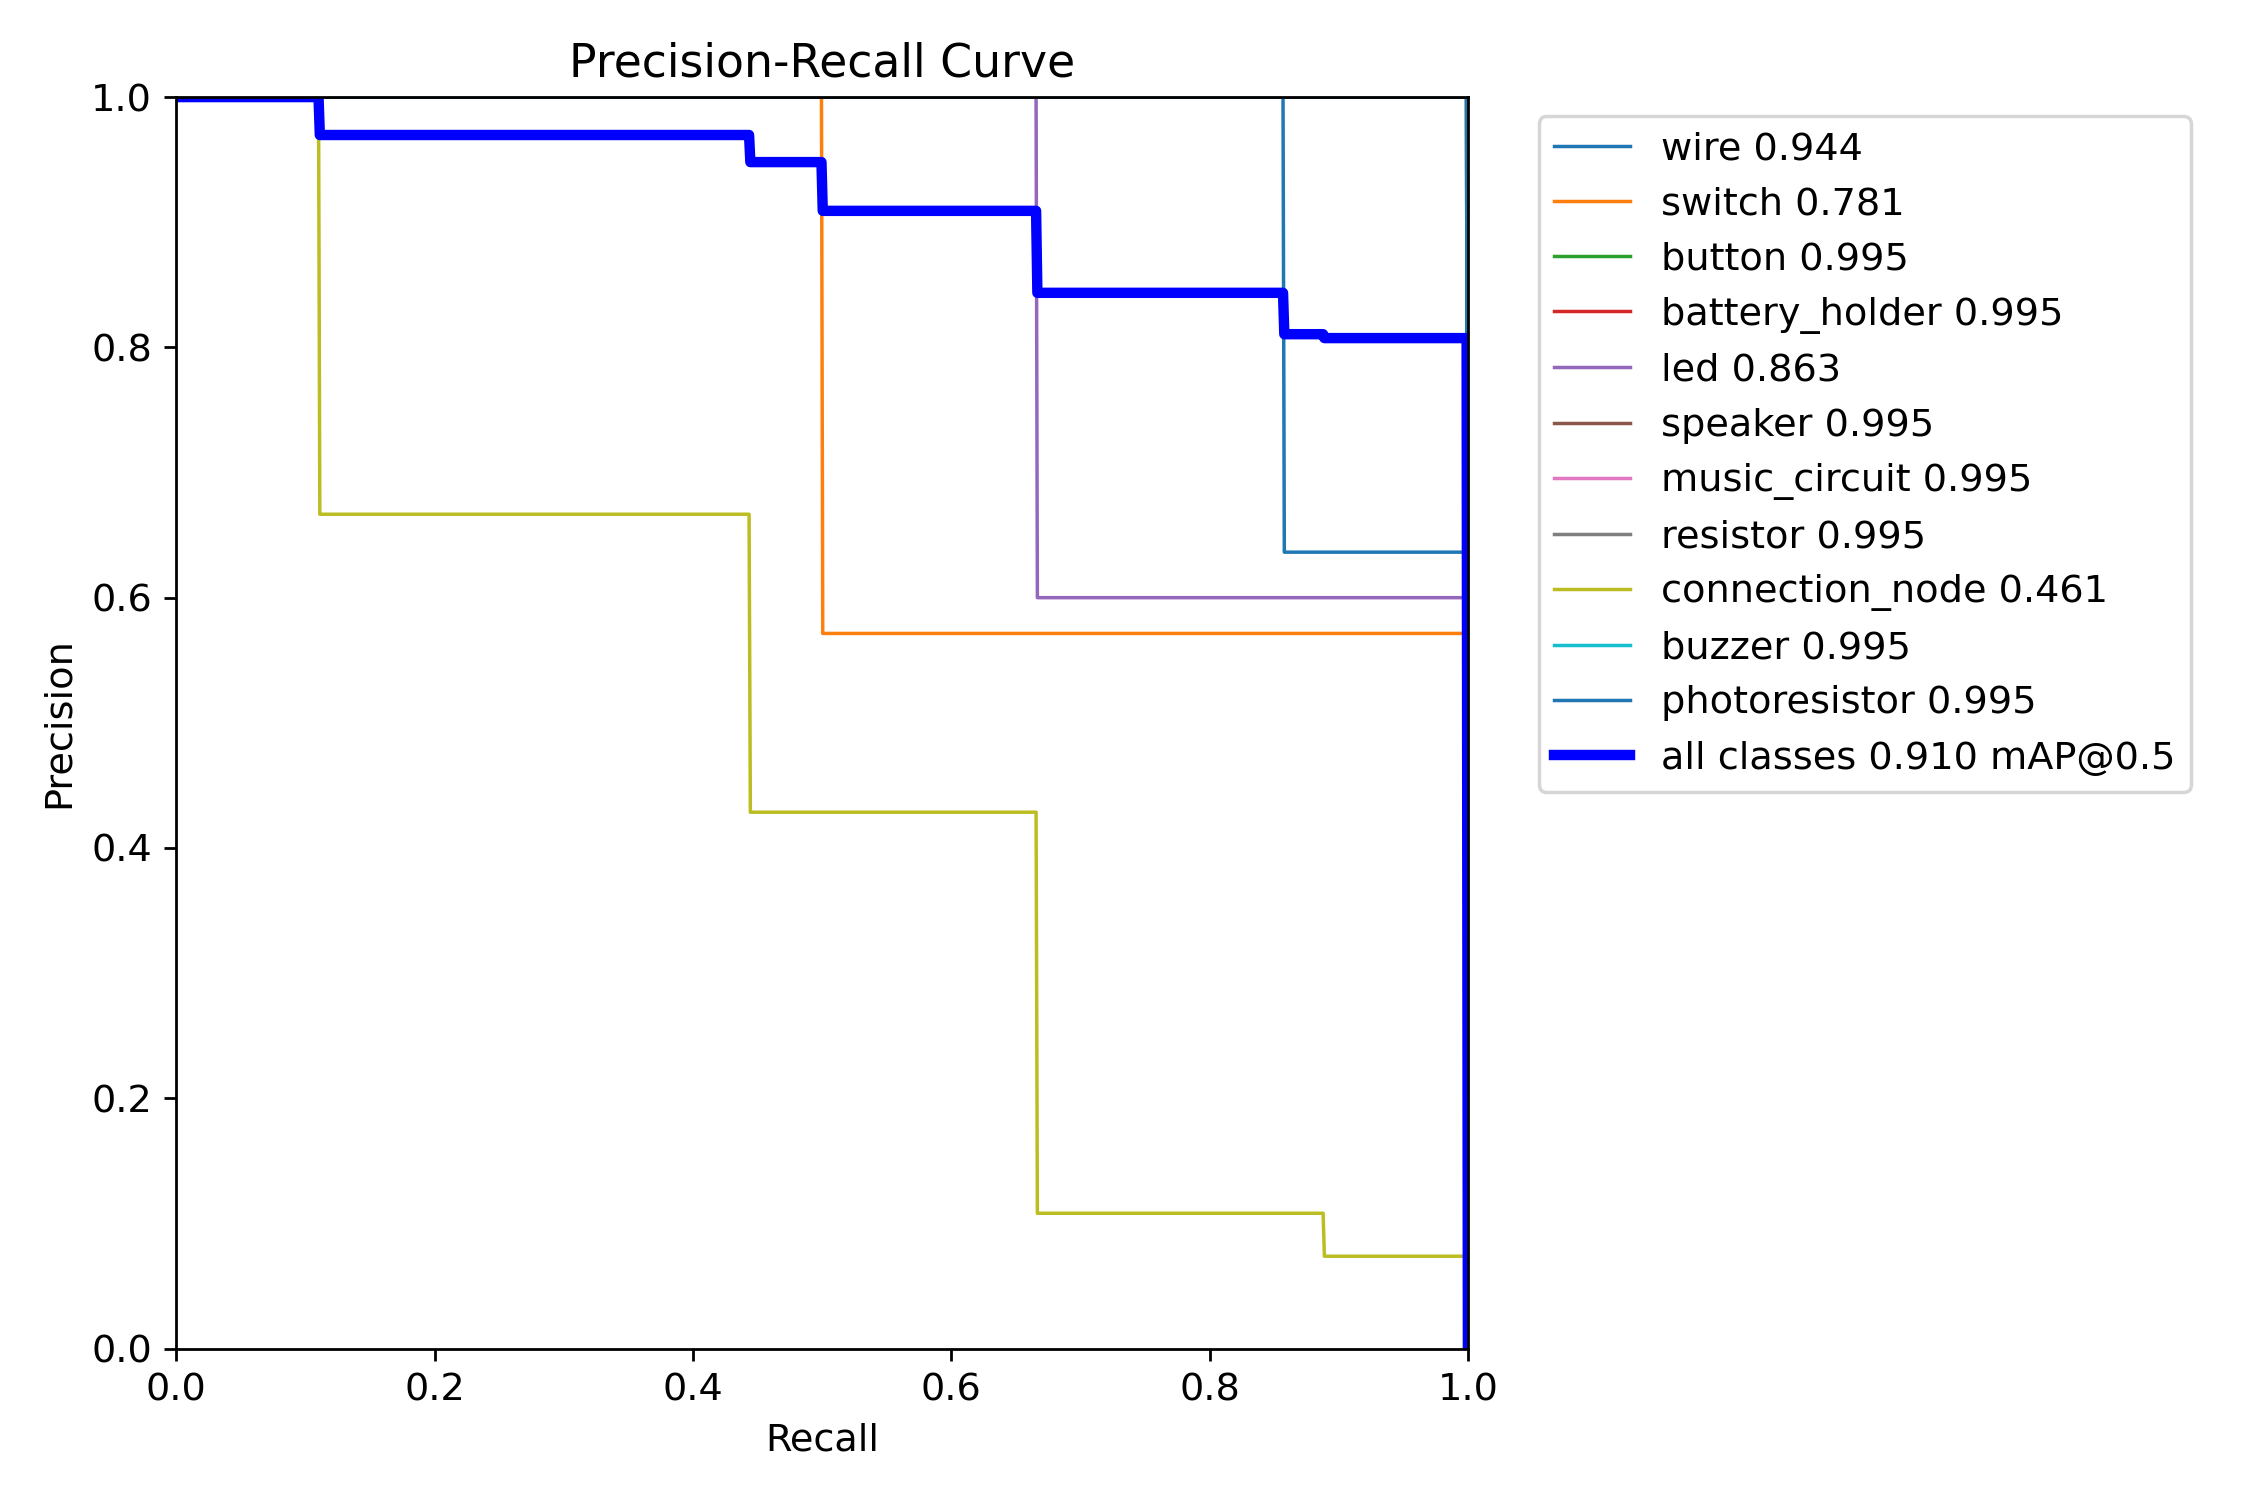 Precision-Recall Curve
1.0
0.8
0.6
0.4
0.2
0.0
Precision
0.0 0.2 0.4 0.6 0.8 1.0
Recall
wire 0.944
switch 0.781
button 0.995
battery_holder 0.995
led 0.863
speaker 0.995
music_circuit 0.995
resistor 0.995
connection_node 0.461
buzzer 0.995
photoresistor 0.995
all classes 0.910 mAP@0.5